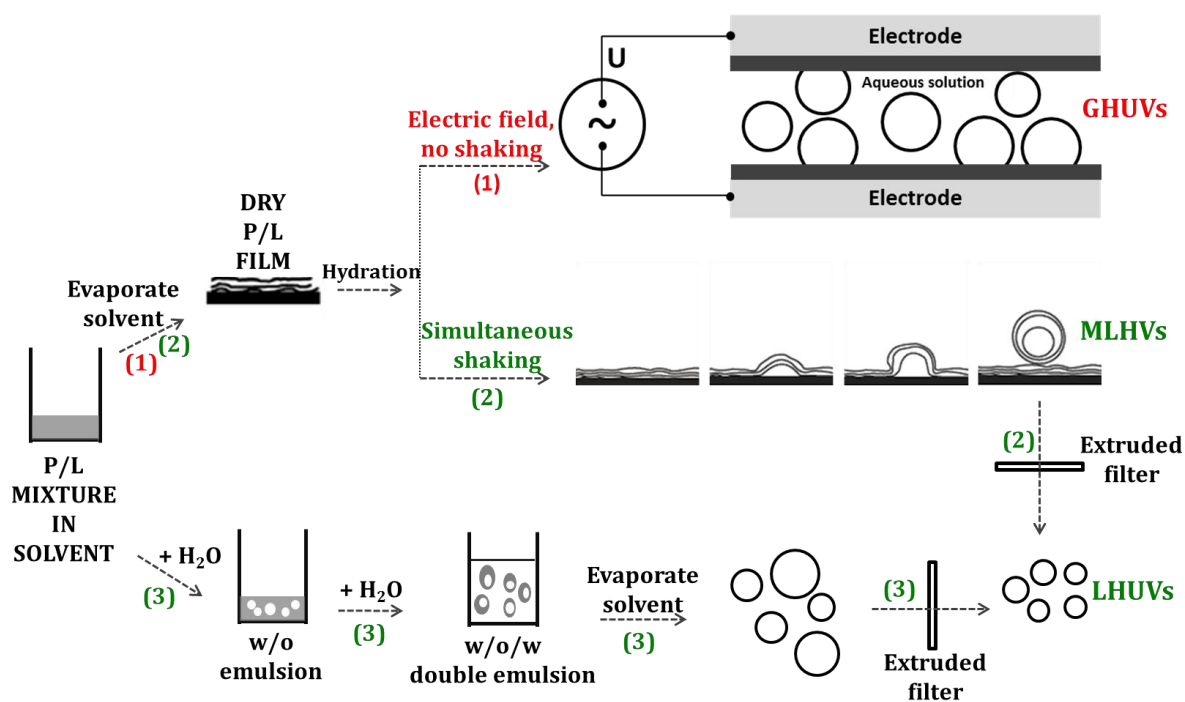 U
Electrode
Aqueous solution
GHUVs
Electrode
Electric field,
no shaking
(1)
DRY
P/L
FILM
Hydration
Evaporate
solvent
(1)
(2)
Simultaneous
shaking
(2)
MLHVs
(2)
Extruded
filter
P/L
MIXTURE
IN
SOLVENT
+ H₂O
(3)
w/o
emulsion
+ H₂O
(3)
w/o/w
double emulsion
Evaporate
solvent
(3)
(3)
Extruded
filter
LHUVs